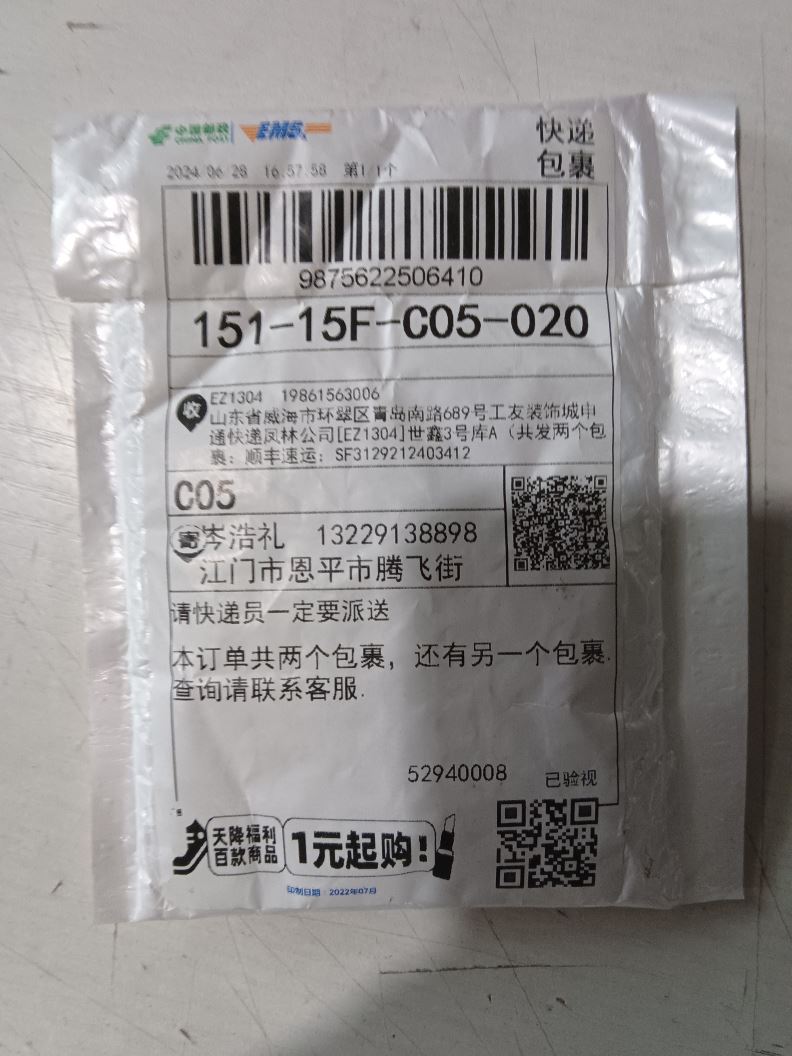 中国邮政 EMS
CHINA POST
快递
包裹
2024/06/28 16:57:58 第1/1个
9875622506410
151-15F-C05-020
收 EZ1304 19861563006
山东省威海市环翠区青岛南路689号工友装饰城申
通快递凤林公司[EZ1304]世鑫3号库A（共发两个包
裹：顺丰速运：SF3129212403412
C05
寄 岑浩礼 13229138898
江门市恩平市腾飞街
请快递员一定要派送
本订单共两个包裹，还有另一个包裹.
查询请联系客服.
52940008 已验视
天降福利
百款商品
1元起购!
印制日期：2022年07月